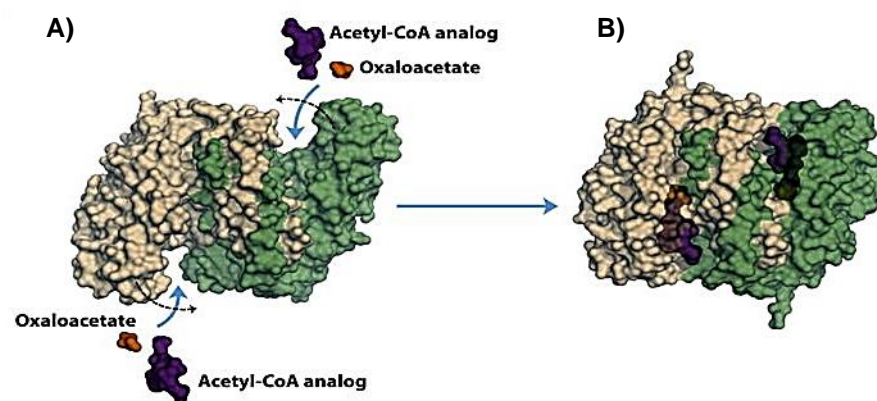 A)
Acetyl-CoA analog
Oxaloacetate
B)
Oxaloacetate
Acetyl-CoA analog